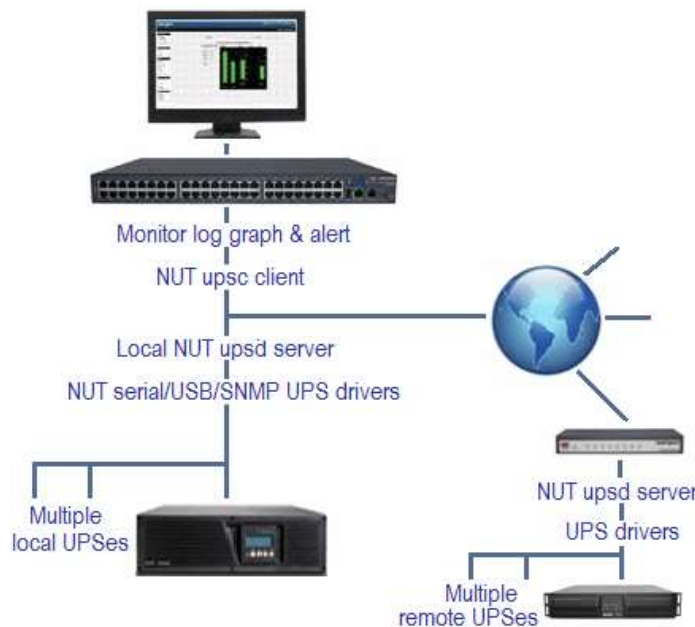 Monitor log graph & alert
NUT upsc client
Local NUT upsd server
NUT serial/USB/SNMP UPS drivers
Multiple
local UPSes
NUT upsd server
UPS drivers
Multiple
remote UPSes